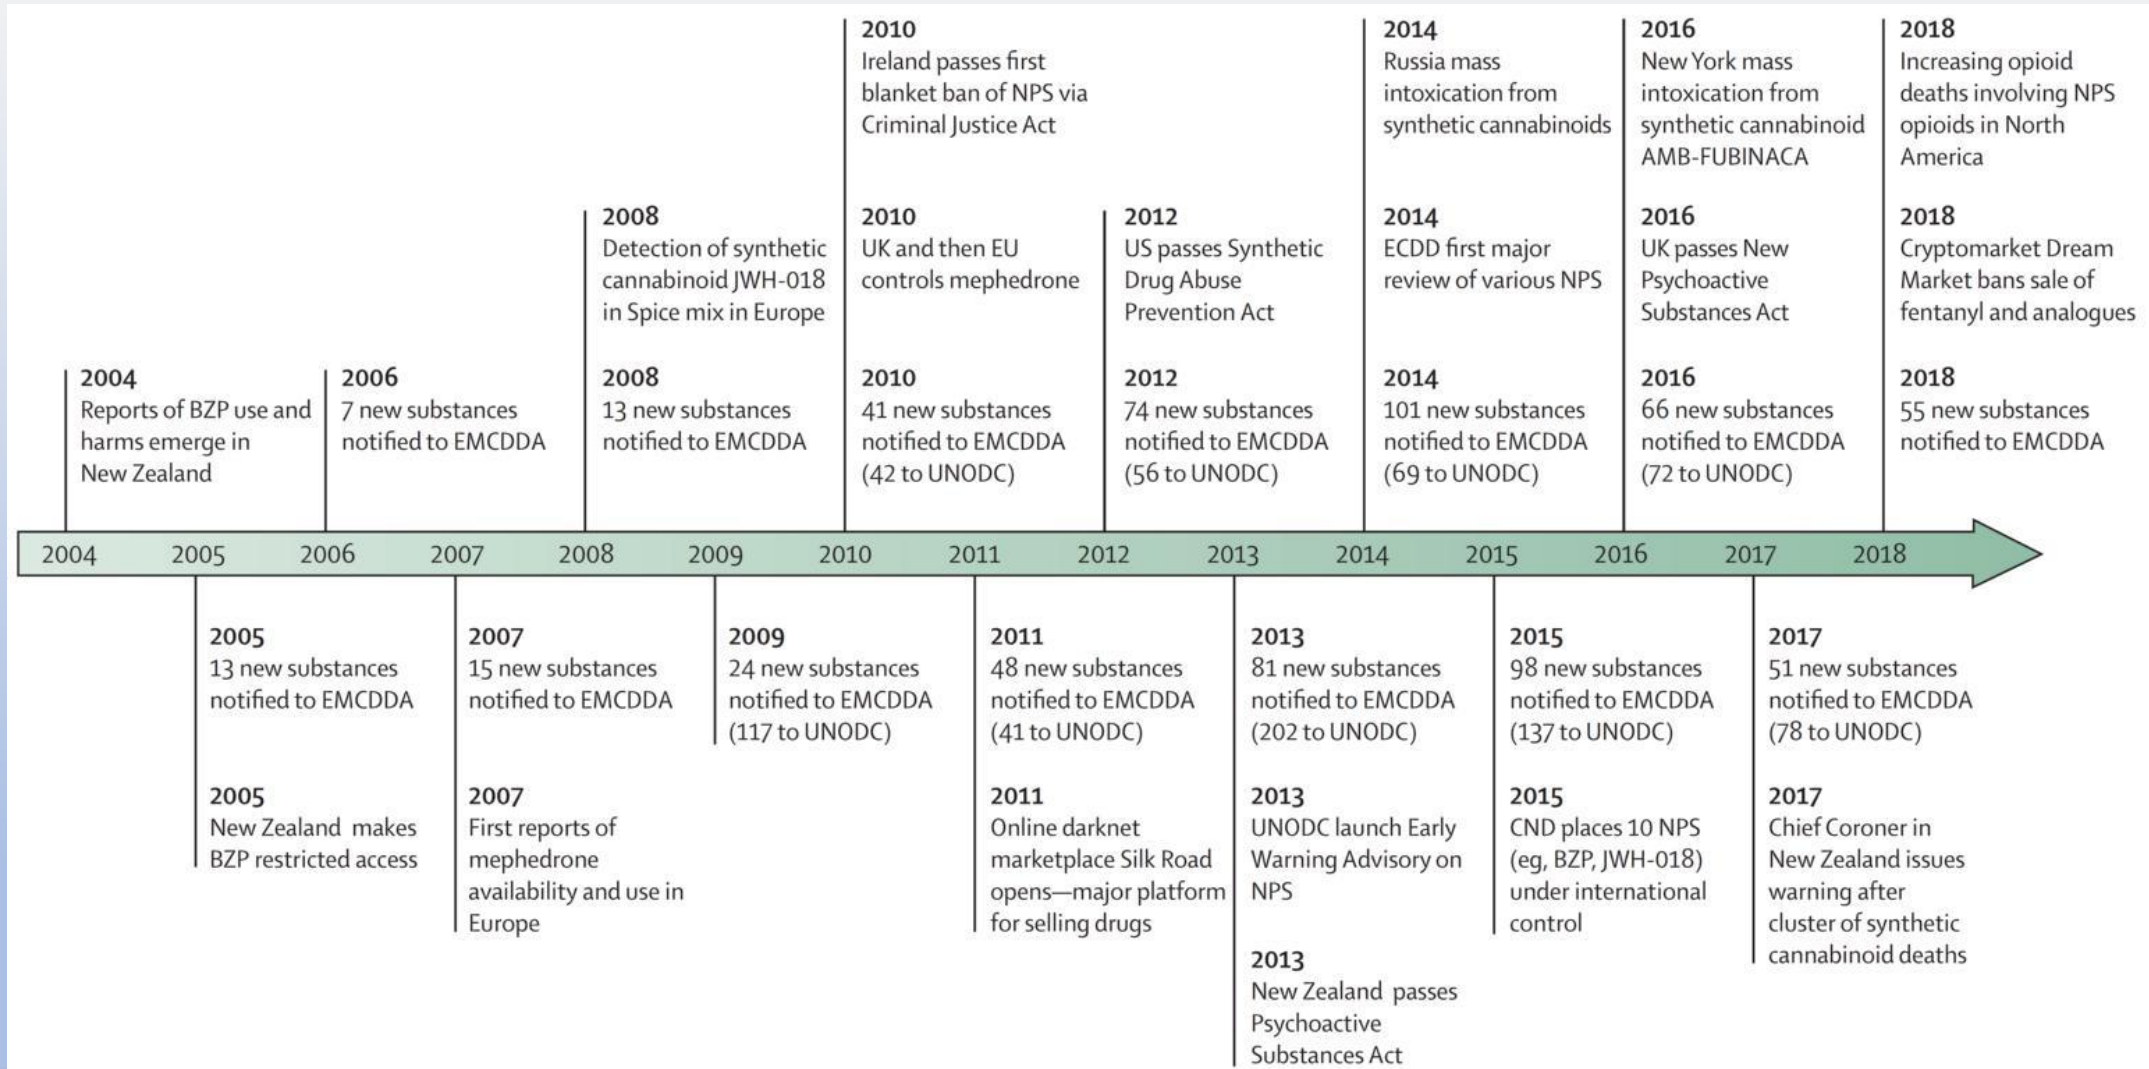 2010
Ireland passes first
blanket ban of NPS via
Criminal Justice Act
2014
Russia mass
intoxication from
synthetic cannabinoids
2016
New York mass
intoxication from
synthetic cannabinoid
AMB-FUBINACA
2018
Increasing opioid
deaths involving NPS
opioids in North
America
2008
Detection of synthetic
cannabinoid JWH-018
in Spice mix in Europe
2010
UK and then EU
controls mephedrone
2012
US passes Synthetic
Drug Abuse
Prevention Act
2014
ECDD first major
review of various NPS
2016
UK passes New
Psychoactive
Substances Act
2018
Cryptomarket Dream
Market bans sale of
fentanyl and analogues
2004
Reports of BZP use and
harms emerge in
New Zealand
2006
7 new substances
notified to EMCDDA
2008
13 new substances
notified to EMCDDA
2010
41 new substances
notified to EMCDDA
(42 to UNODC)
2012
74 new substances
notified to EMCDDA
(56 to UNODC)
2014
101 new substances
notified to EMCDDA
(69 to UNODC)
2016
66 new substances
notified to EMCDDA
(72 to UNODC)
2018
55 new substances
notified to EMCDDA
2004 2005 2006 2007 2008 2009 2010 2011 2012 2013 2014 2015 2016 2017 2018
2005
13 new substances
notified to EMCDDA
2007
15 new substances
notified to EMCDDA
2009
24 new substances
notified to EMCDDA
(117 to UNODC)
2011
48 new substances
notified to EMCDDA
(41 to UNODC)
2013
81 new substances
notified to EMCDDA
(202 to UNODC)
2015
98 new substances
notified to EMCDDA
(137 to UNODC)
2017
51 new substances
notified to EMCDDA
(78 to UNODC)
2005
New Zealand makes
BZP restricted access
2007
First reports of
mephedrone
availability and use in
Europe
2011
Online darknet
marketplace Silk Road
opens—major platform
for selling drugs
2013
UNODC launch Early
Warning Advisory on
NPS
2015
CND places 10 NPS
(eg, BZP, JWH-018)
under international
control
2017
Chief Coroner in
New Zealand issues
warning after
cluster of synthetic
cannabinoid deaths
2013
New Zealand passes
Psychoactive
Substances Act